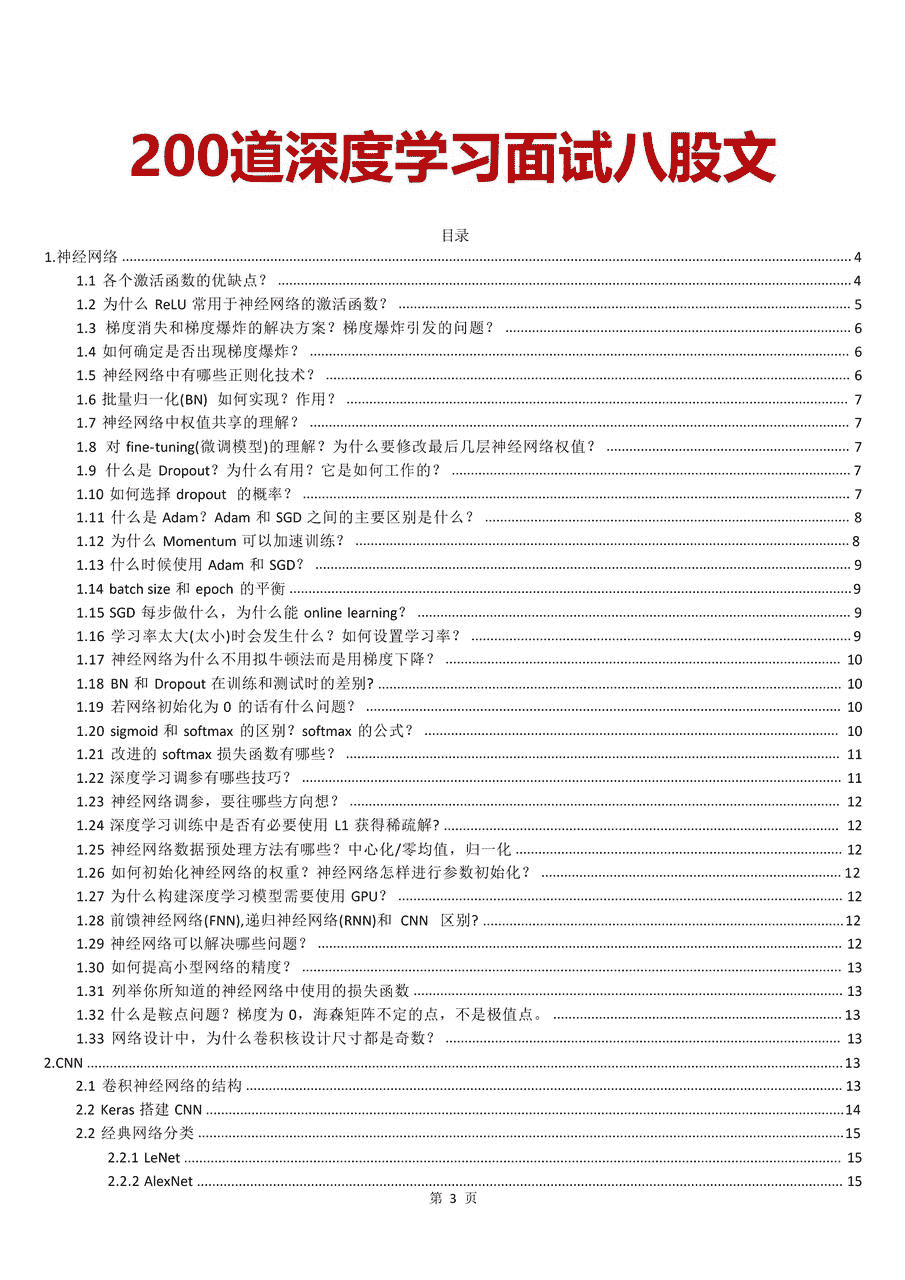 200道深度学习面试八股文
目录
1.神经网络 ........ 4
1.1 各个激活函数的优缺点? ........ 4
1.2 为什么 ReLU 常用于神经网络的激活函数? ........ 5
1.3 梯度消失和梯度爆炸的解决方案?梯度爆炸引发的问题? ........ 6
1.4 如何确定是否出现梯度爆炸? ........ 6
1.5 神经网络中有哪些正则化技术? ........ 6
1.6 批量归一化(BN) 如何实现?作用? ........ 7
1.7 神经网络中权值共享的理解? ........ 7
1.8 对 fine-tuning(微调模型)的理解?为什么要修改最后几层神经网络权值? ........ 7
1.9 什么是 Dropout?为什么有用?它是如何工作的? ........ 7
1.10 如何选择 dropout 的概率? ........ 7
1.11 什么是 Adam?Adam 和 SGD 之间的主要区别是什么? ........ 8
1.12 为什么 Momentum 可以加速训练? ........ 8
1.13 什么时候使用 Adam 和 SGD? ........ 9
1.14 batch size 和 epoch 的平衡 ........ 9
1.15 SGD 每步做什么,为什么能 online learning? ........ 9
1.16 学习率太大(太小)时会发生什么?如何设置学习率? ........ 9
1.17 神经网络为什么不用拟牛顿法而是用梯度下降? ........ 10
1.18 BN 和 Dropout 在训练和测试时的差别? ........ 10
1.19 若网络初始化为 0 的话有什么问题? ........ 10
1.20 sigmoid 和 softmax 的区别?softmax 的公式? ........ 10
1.21 改进的 softmax 损失函数有哪些? ........ 11
1.22 深度学习调参有哪些技巧? ........ 11
1.23 神经网络调参,要往哪些方向想? ........ 12
1.24 深度学习训练中是否有必要使用 L1 获得稀疏解? ........ 12
1.25 神经网络数据预处理方法有哪些?中心化/零均值,归一化 ........ 12
1.26 如何初始化神经网络的权重?神经网络怎样进行参数初始化? ........ 12
1.27 为什么构建深度学习模型需要使用 GPU? ........ 12
1.28 前馈神经网络(FNN),递归神经网络(RNN)和 CNN 区别? ........ 12
1.29 神经网络可以解决哪些问题? ........ 12
1.30 如何提高小型网络的精度? ........ 13
1.31 列举你所知道的神经网络中使用的损失函数 ........ 13
1.32 什么是鞍点问题?梯度为 0,海森矩阵不定的点,不是极值点。 ........ 13
1.33 网络设计中,为什么卷积核设计尺寸都是奇数? ........ 13
2.CNN ........ 13
2.1 卷积神经网络的结构 ........ 13
2.2 Keras 搭建 CNN ........ 14
2.2 经典网络分类 ........ 15
2.2.1 LeNet ........ 15
2.2.2 AlexNet ........ 15
第 3 页